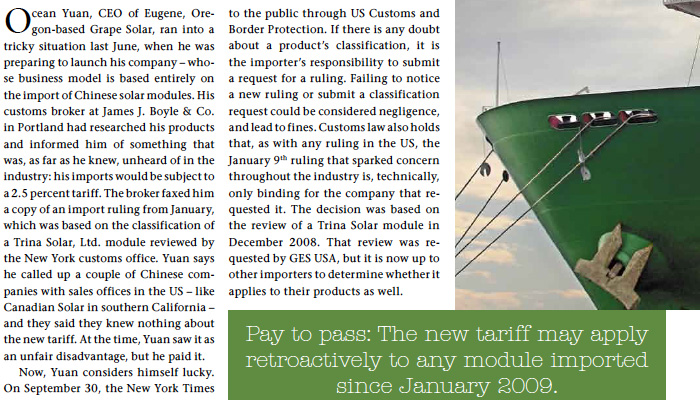 Ocean Yuan, CEO of Eugene, Ore-
gon-based Grape Solar, ran into a
tricky situation last June, when he was
preparing to launch his company – who-
se business model is based entirely on
the import of Chinese solar modules. His
customs broker at James J. Boyle & Co.
in Portland had researched his products
and informed him of something that
was, as far as he knew, unheard of in the
industry: his imports would be subject to
a 2.5 percent tariff. The broker faxed him
a copy of an import ruling from January,
which was based on the classification of
a Trina Solar, Ltd. module reviewed by
the New York customs office. Yuan says
he called up a couple of Chinese com-
panies with sales offices in the US – like
Canadian Solar in southern California –
and they said they knew nothing about
the new tariff. At the time, Yuan saw it as
an unfair disadvantage, but he paid it.
Now, Yuan considers himself lucky.
On September 30, the New York Times
to the public through US Customs and
Border Protection. If there is any doubt
about a product's classification, it is
the importer's responsibility to submit
a request for a ruling. Failing to notice
a new ruling or submit a classification
request could be considered negligence,
and lead to fines. Customs law also holds
that, as with any ruling in the US, the
January 9th ruling that sparked concern
throughout the industry is, technically,
only binding for the company that re-
quested it. The decision was based on
the review of a Trina Solar module in
December 2008. That review was re-
quested by GES USA, but it is now up to
other importers to determine whether it
applies to their products as well.
Pay to pass: The new tariff may apply
retroactively to any module imported
since January 2009.